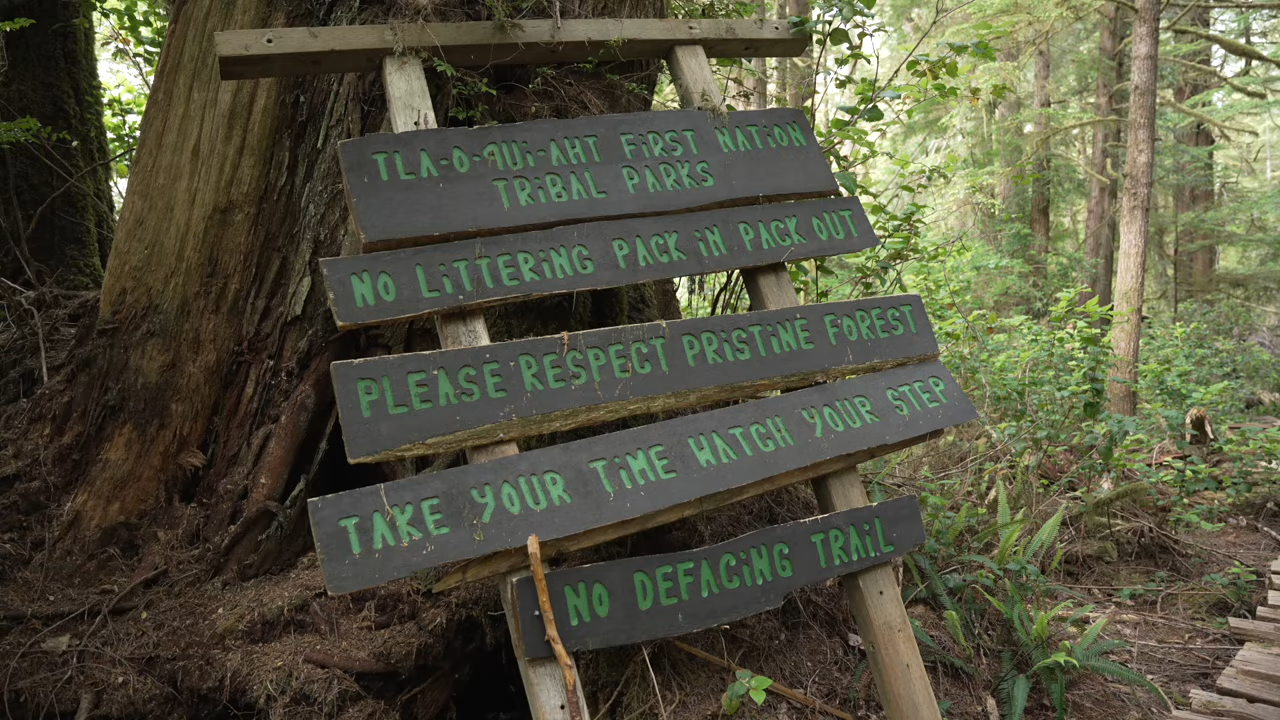 TLA-O-QUi-AHT FiRST NATiON
TRiBAL PARKS
NO LiTTERiNG PACK iN PACK OUT
PLEASE RESPECT PRiSTiNE FOREST
TAKE YOUR TiME WATCH YOUR STEP
NO DEFACiNG TRAiL